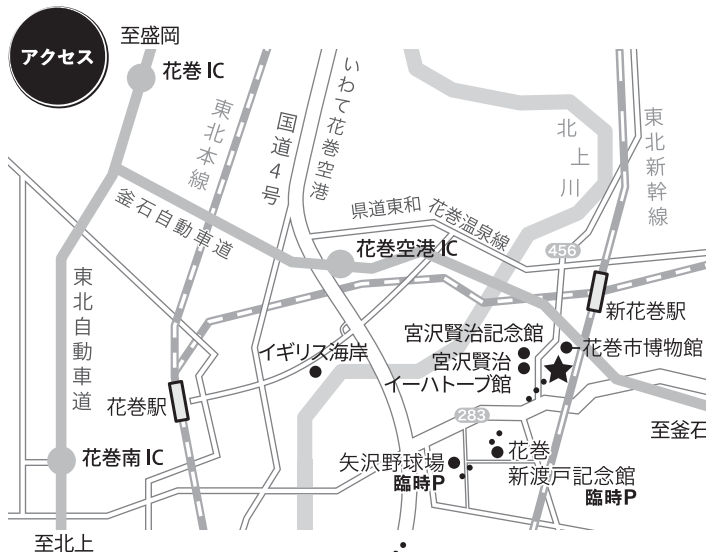 アクセス
至盛岡
花巻IC
東北本線
国道4号
いわて花巻空港
北上川
東北新幹線
釜石自動車道
県道東和 花巻温泉線
456
花巻空港IC
東北自動車道
新花巻駅
宮沢賢治記念館
花巻市博物館
イギリス海岸
宮沢賢治
イーハトーブ館
花巻駅
283
至釜石
花巻南IC
矢沢野球場
臨時P
花巻
新渡戸記念館
臨時P
至北上